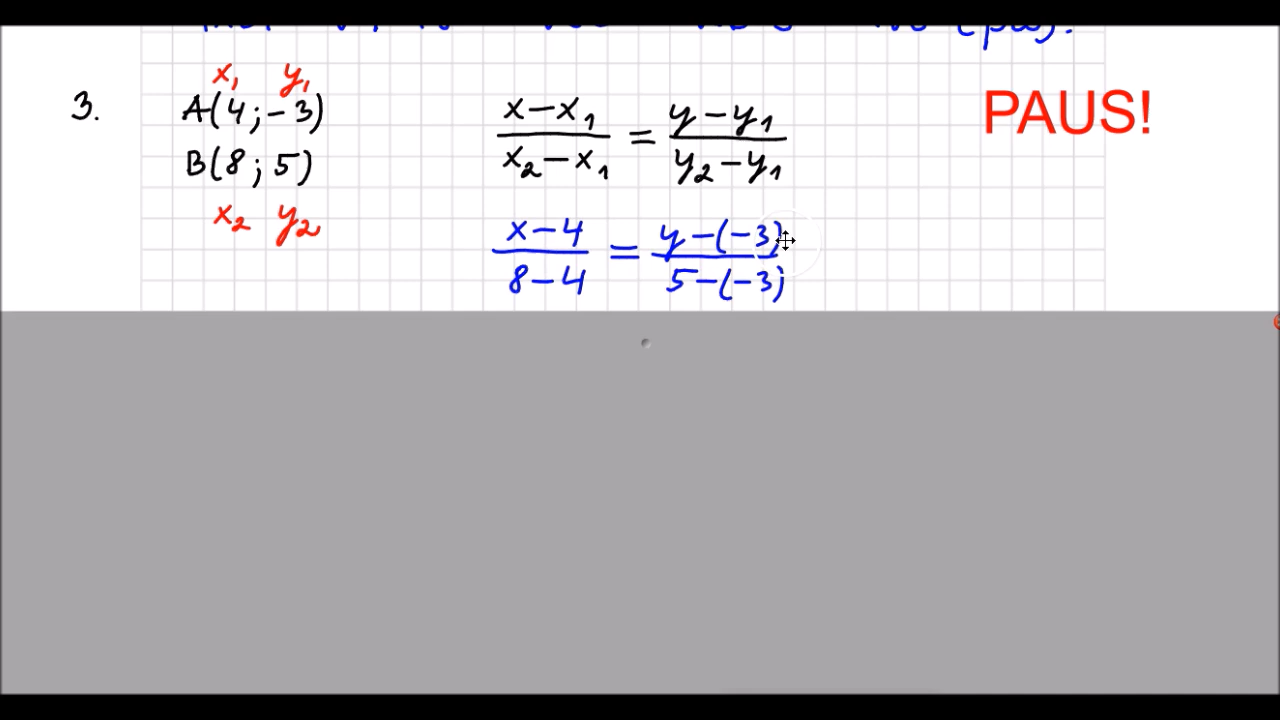 PAUS!
x₁ y₁
3. A(4; -3)
B(8; 5)
x₂ y₂
(x - x₁)/(x₂ - x₁) = (y - y₁)/(y₂ - y₁)
(x - 4)/(8 - 4) = (y - (-3))/(5 - (-3))